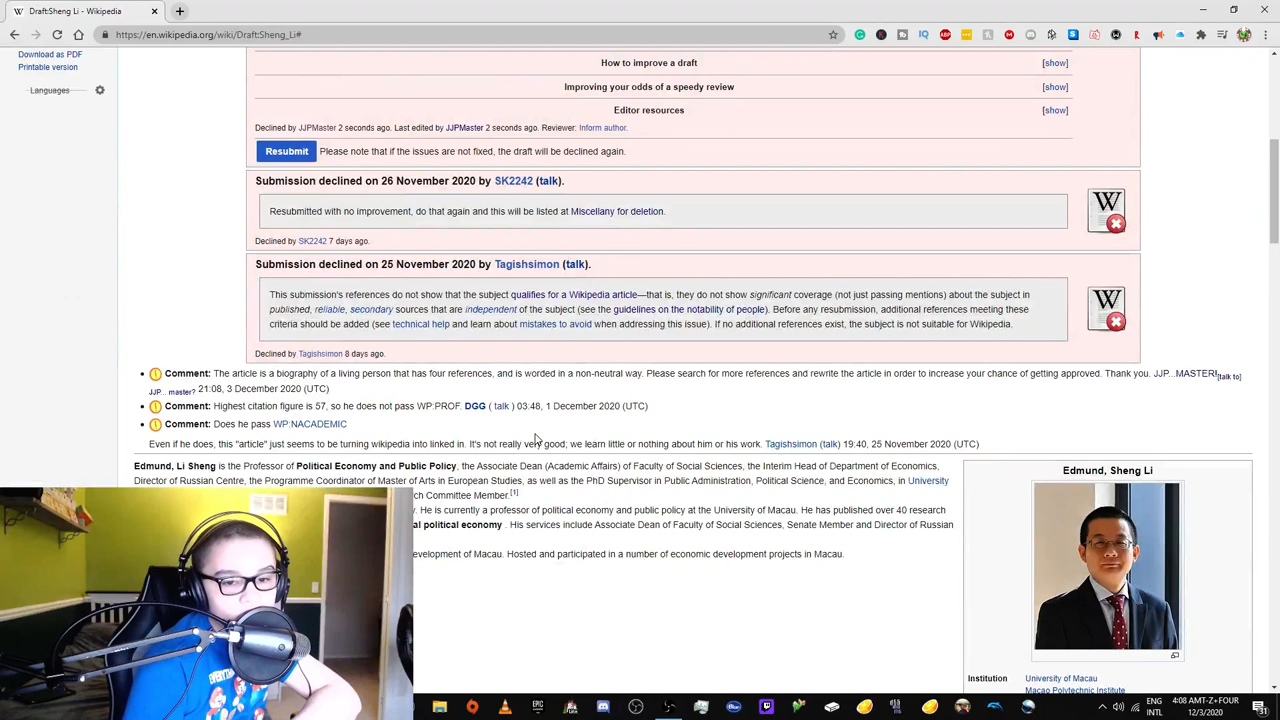 Draft:Sheng Li - Wikipedia
https://en.wikipedia.org/wiki/Draft:Sheng_Li#
Download as PDF
Printable version
Languages
How to improve a draft [show]
Improving your odds of a speedy review [show]
Editor resources [show]
Declined by JJPMaster 2 seconds ago. Last edited by JJPMaster 2 seconds ago. Reviewer: Inform author.
Resubmit Please note that if the issues are not fixed, the draft will be declined again.
Submission declined on 26 November 2020 by SK2242 (talk).
Resubmitted with no improvement, do that again and this will be listed at Miscellany for deletion.
Declined by SK2242 7 days ago.
Submission declined on 25 November 2020 by Tagishsimon (talk).
This submission's references do not show that the subject qualifies for a Wikipedia article—that is, they do not show significant coverage (not just passing mentions) about the subject in
published, reliable, secondary sources that are independent of the subject (see the guidelines on the notability of people). Before any resubmission, additional references meeting these
criteria should be added (see technical help and learn about mistakes to avoid when addressing this issue). If no additional references exist, the subject is not suitable for Wikipedia.
Declined by Tagishsimon 8 days ago.
Comment: The article is a biography of a living person that has four references, and is worded in a non-neutral way. Please search for more references and rewrite the article in order to increase your chance of getting approved. Thank you. JJP...MASTER![talk to]
JJP... master? 21:08, 3 December 2020 (UTC)
Comment: Highest citation figure is 57, so he does not pass WP:PROF. DGG ( talk ) 03:48, 1 December 2020 (UTC)
Comment: Does he pass WP:NACADEMIC
Even if he does, this "article" just seems to be turning wikipedia into linked in. It's not really very good; we learn little or nothing about him or his work. Tagishsimon (talk) 19:40, 25 November 2020 (UTC)
Edmund, Li Sheng is the Professor of Political Economy and Public Policy, the Associate Dean (Academic Affairs) of Faculty of Social Sciences, the Interim Head of Department of Economics,
Director of Russian Centre, the Programme Coordinator of Master of Arts in European Studies, as well as the PhD Supervisor in Public Administration, Political Science, and Economics, in University
ch Committee Member.[1]
. He is currently a professor of political economy and public policy at the University of Macau. He has published over 40 research
al political economy . His services include Associate Dean of Faculty of Social Sciences, Senate Member and Director of Russian
evelopment of Macau. Hosted and participated in a number of economic development projects in Macau.
Edmund, Sheng Li
Institution University of Macau
Macao Polytechnic Institute
ENG
INTL
4:08 AMT-Z+FOUR
12/3/2020